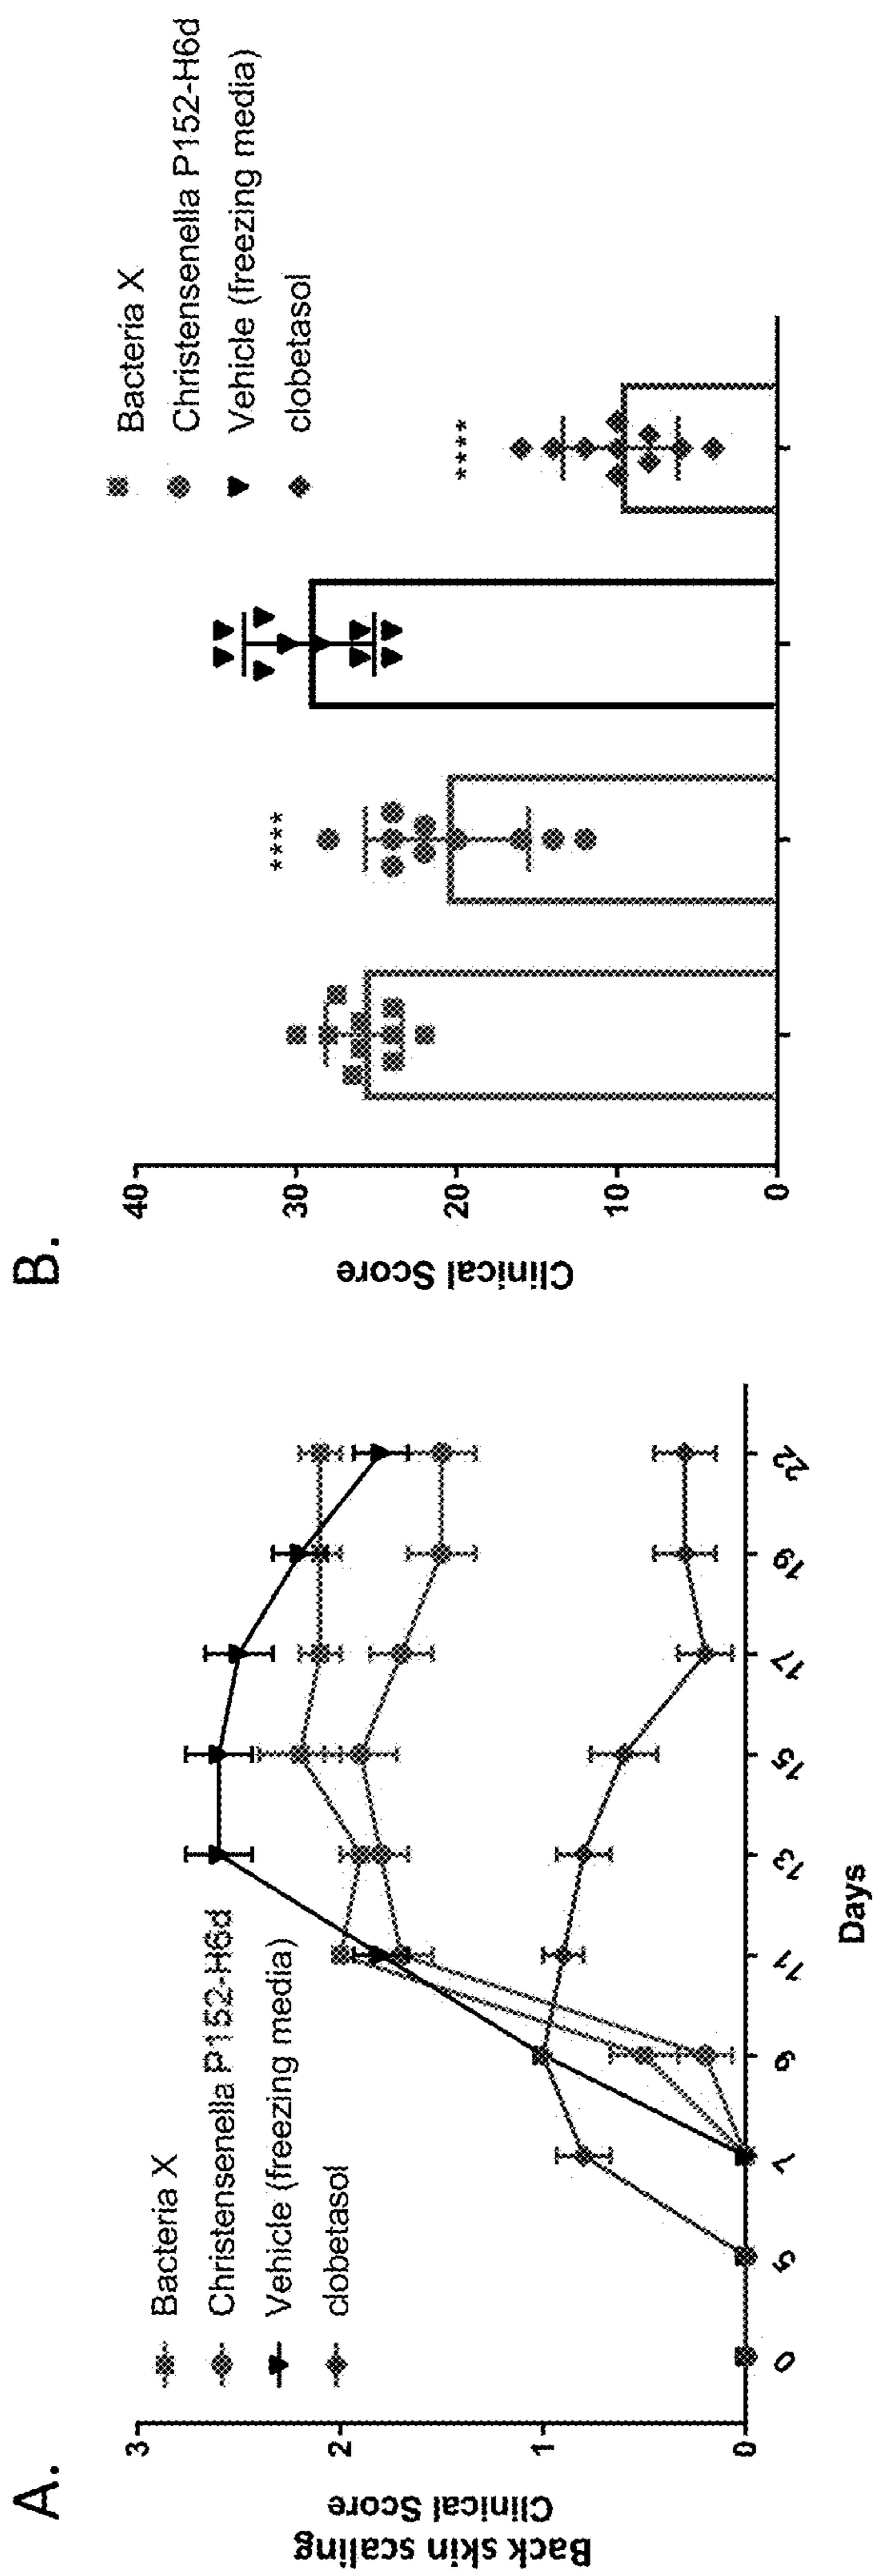 A.
Back skin scaling
Clinical Score
3
2
1
0
Bacteria X
Christensenella P152-H6d
Vehicle (freezing media)
clobetasol
0 5 7 9 11 13 15 17 19 22
Days
B.
Clinical Score
40
30
20
10
0
Bacteria X
Christensenella P152-H6d
Vehicle (freezing media)
clobetasol
****
****